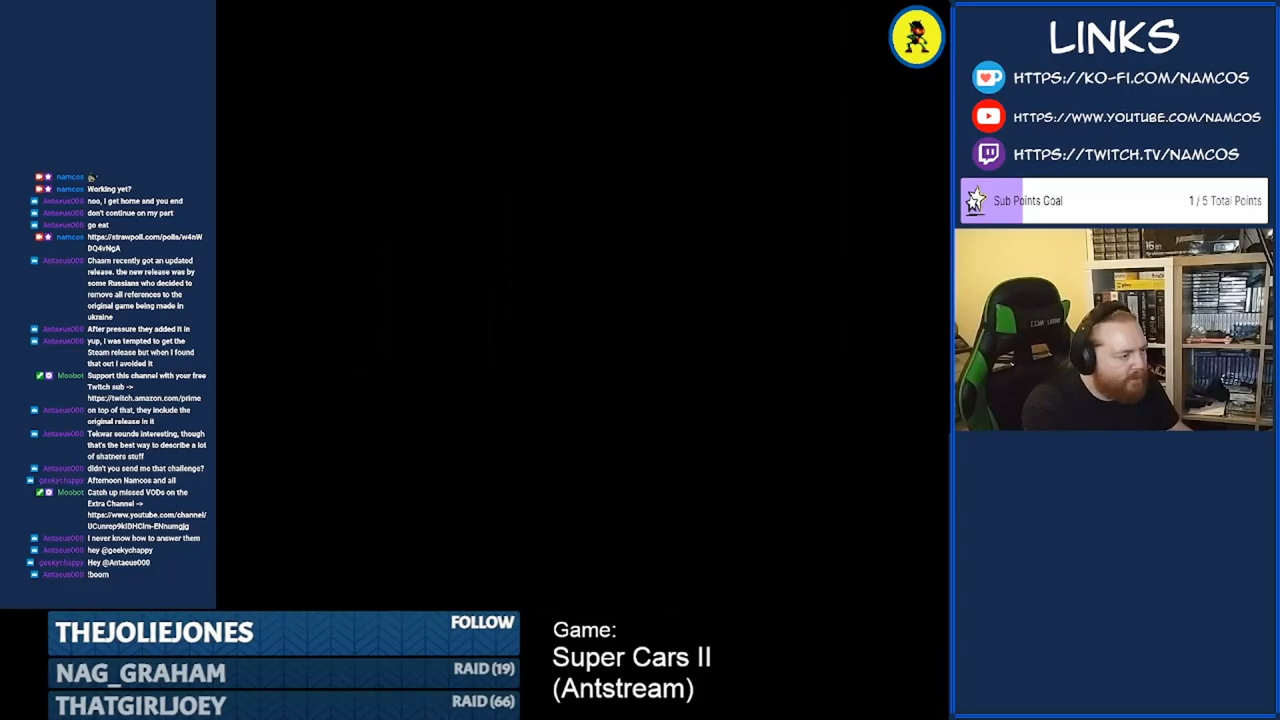 namcos
namcos Working yet?
Antaeus000 noo, I get home and you end
Antaeus000 don't continue on my part
Antaeus000 go eat
namcos https://strawpoll.com/polls/w4nW
DQ4vNgA
Antaeus000 Chasm recently got an updated
release. the new release was by
some Russians who decided to
remove all references to the
original game being made in
ukraine
Antaeus000 After pressure they added it in
Antaeus000 yup, I was tempted to get the
Steam release but when I found
that out I avoided it
Moobot Support this channel with your free
Twitch sub ->
https://twitch.amazon.com/prime
Antaeus000 on top of that, they include the
original release in it
Antaeus000 Tekwar sounds interesting, though
that's the best way to describe a lot
of shatners stuff
Antaeus000 didn't you send me that challenge?
geekychappy Afternoon Namcos and all
Moobot Catch up missed VODs on the
Extra Channel ->
https://www.youtube.com/channel/
Antaeus000 I never know how to answer them
Antaeus000 hey @geekychappy
geekychappy Hey @Antaeus000
Antaeus000 !boom
THEJOLIEJONES FOLLOW
NAG_GRAHAM RAID (19)
THATGIRLJOEY RAID (66)
Game:
Super Cars II
(Antstream)
LINKS
HTTPS://KO-FI.COM/NAMCOS
HTTPS://WWW.YOUTUBE.COM/NAMCOS
HTTPS://TWITCH.TV/NAMCOS
Sub Points Goal 1 / 5 Total Points